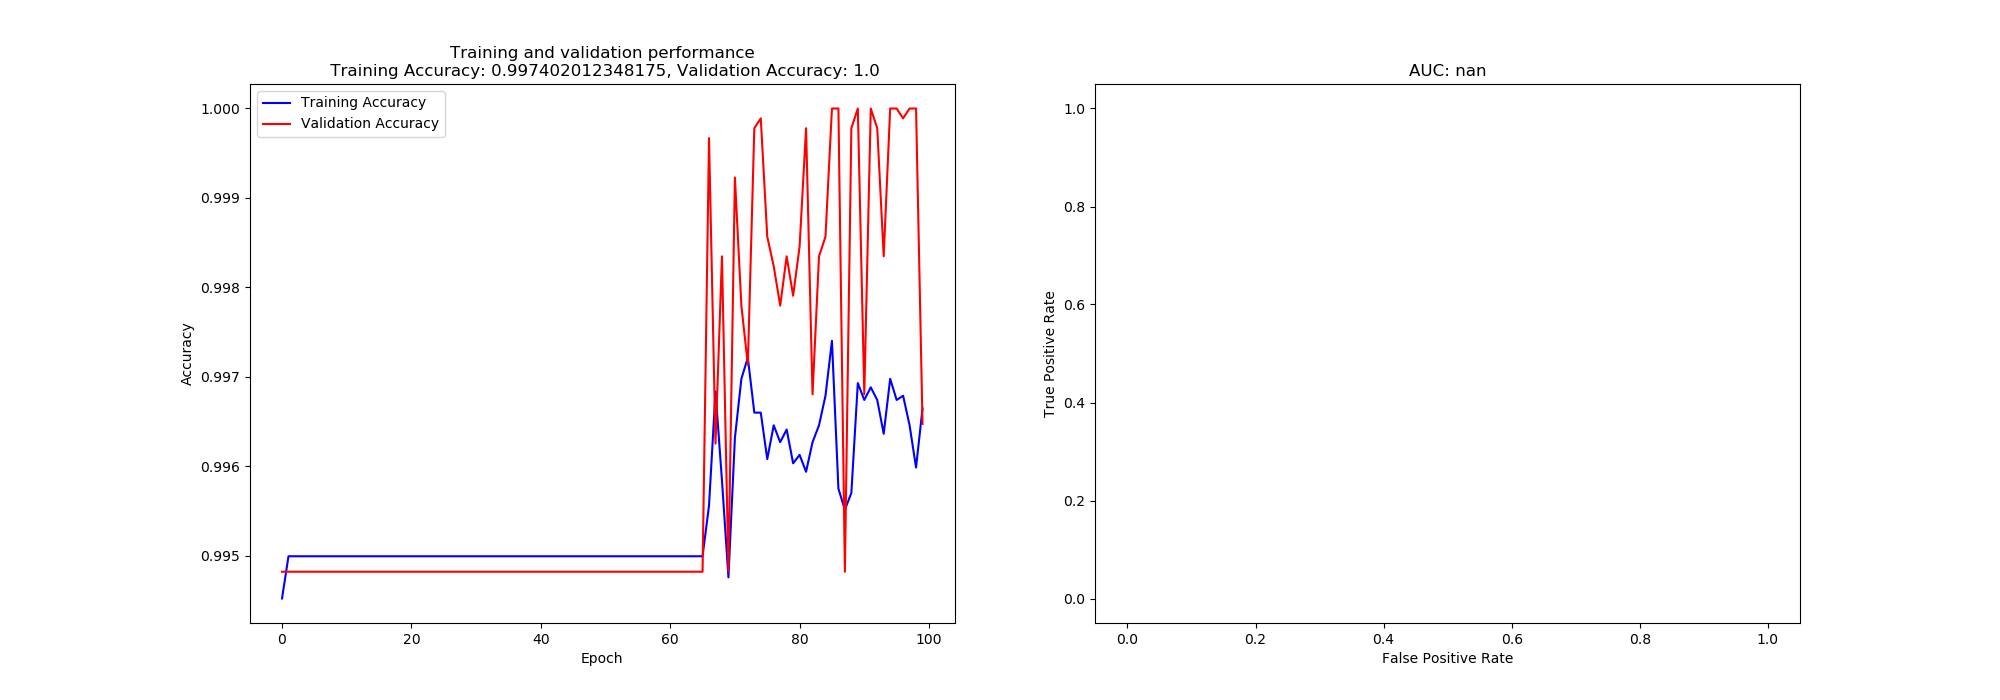 Training and validation performance
Training Accuracy: 0.997402012348175, Validation Accuracy: 1.0
Training Accuracy
Validation Accuracy
1.000
0.999
0.998
0.997
0.996
0.995
Accuracy
0
20
40
60
80
100
Epoch
AUC: nan
1.0
0.8
0.6
0.4
0.2
0.0
True Positive Rate
0.0
0.2
0.4
0.6
0.8
1.0
False Positive Rate